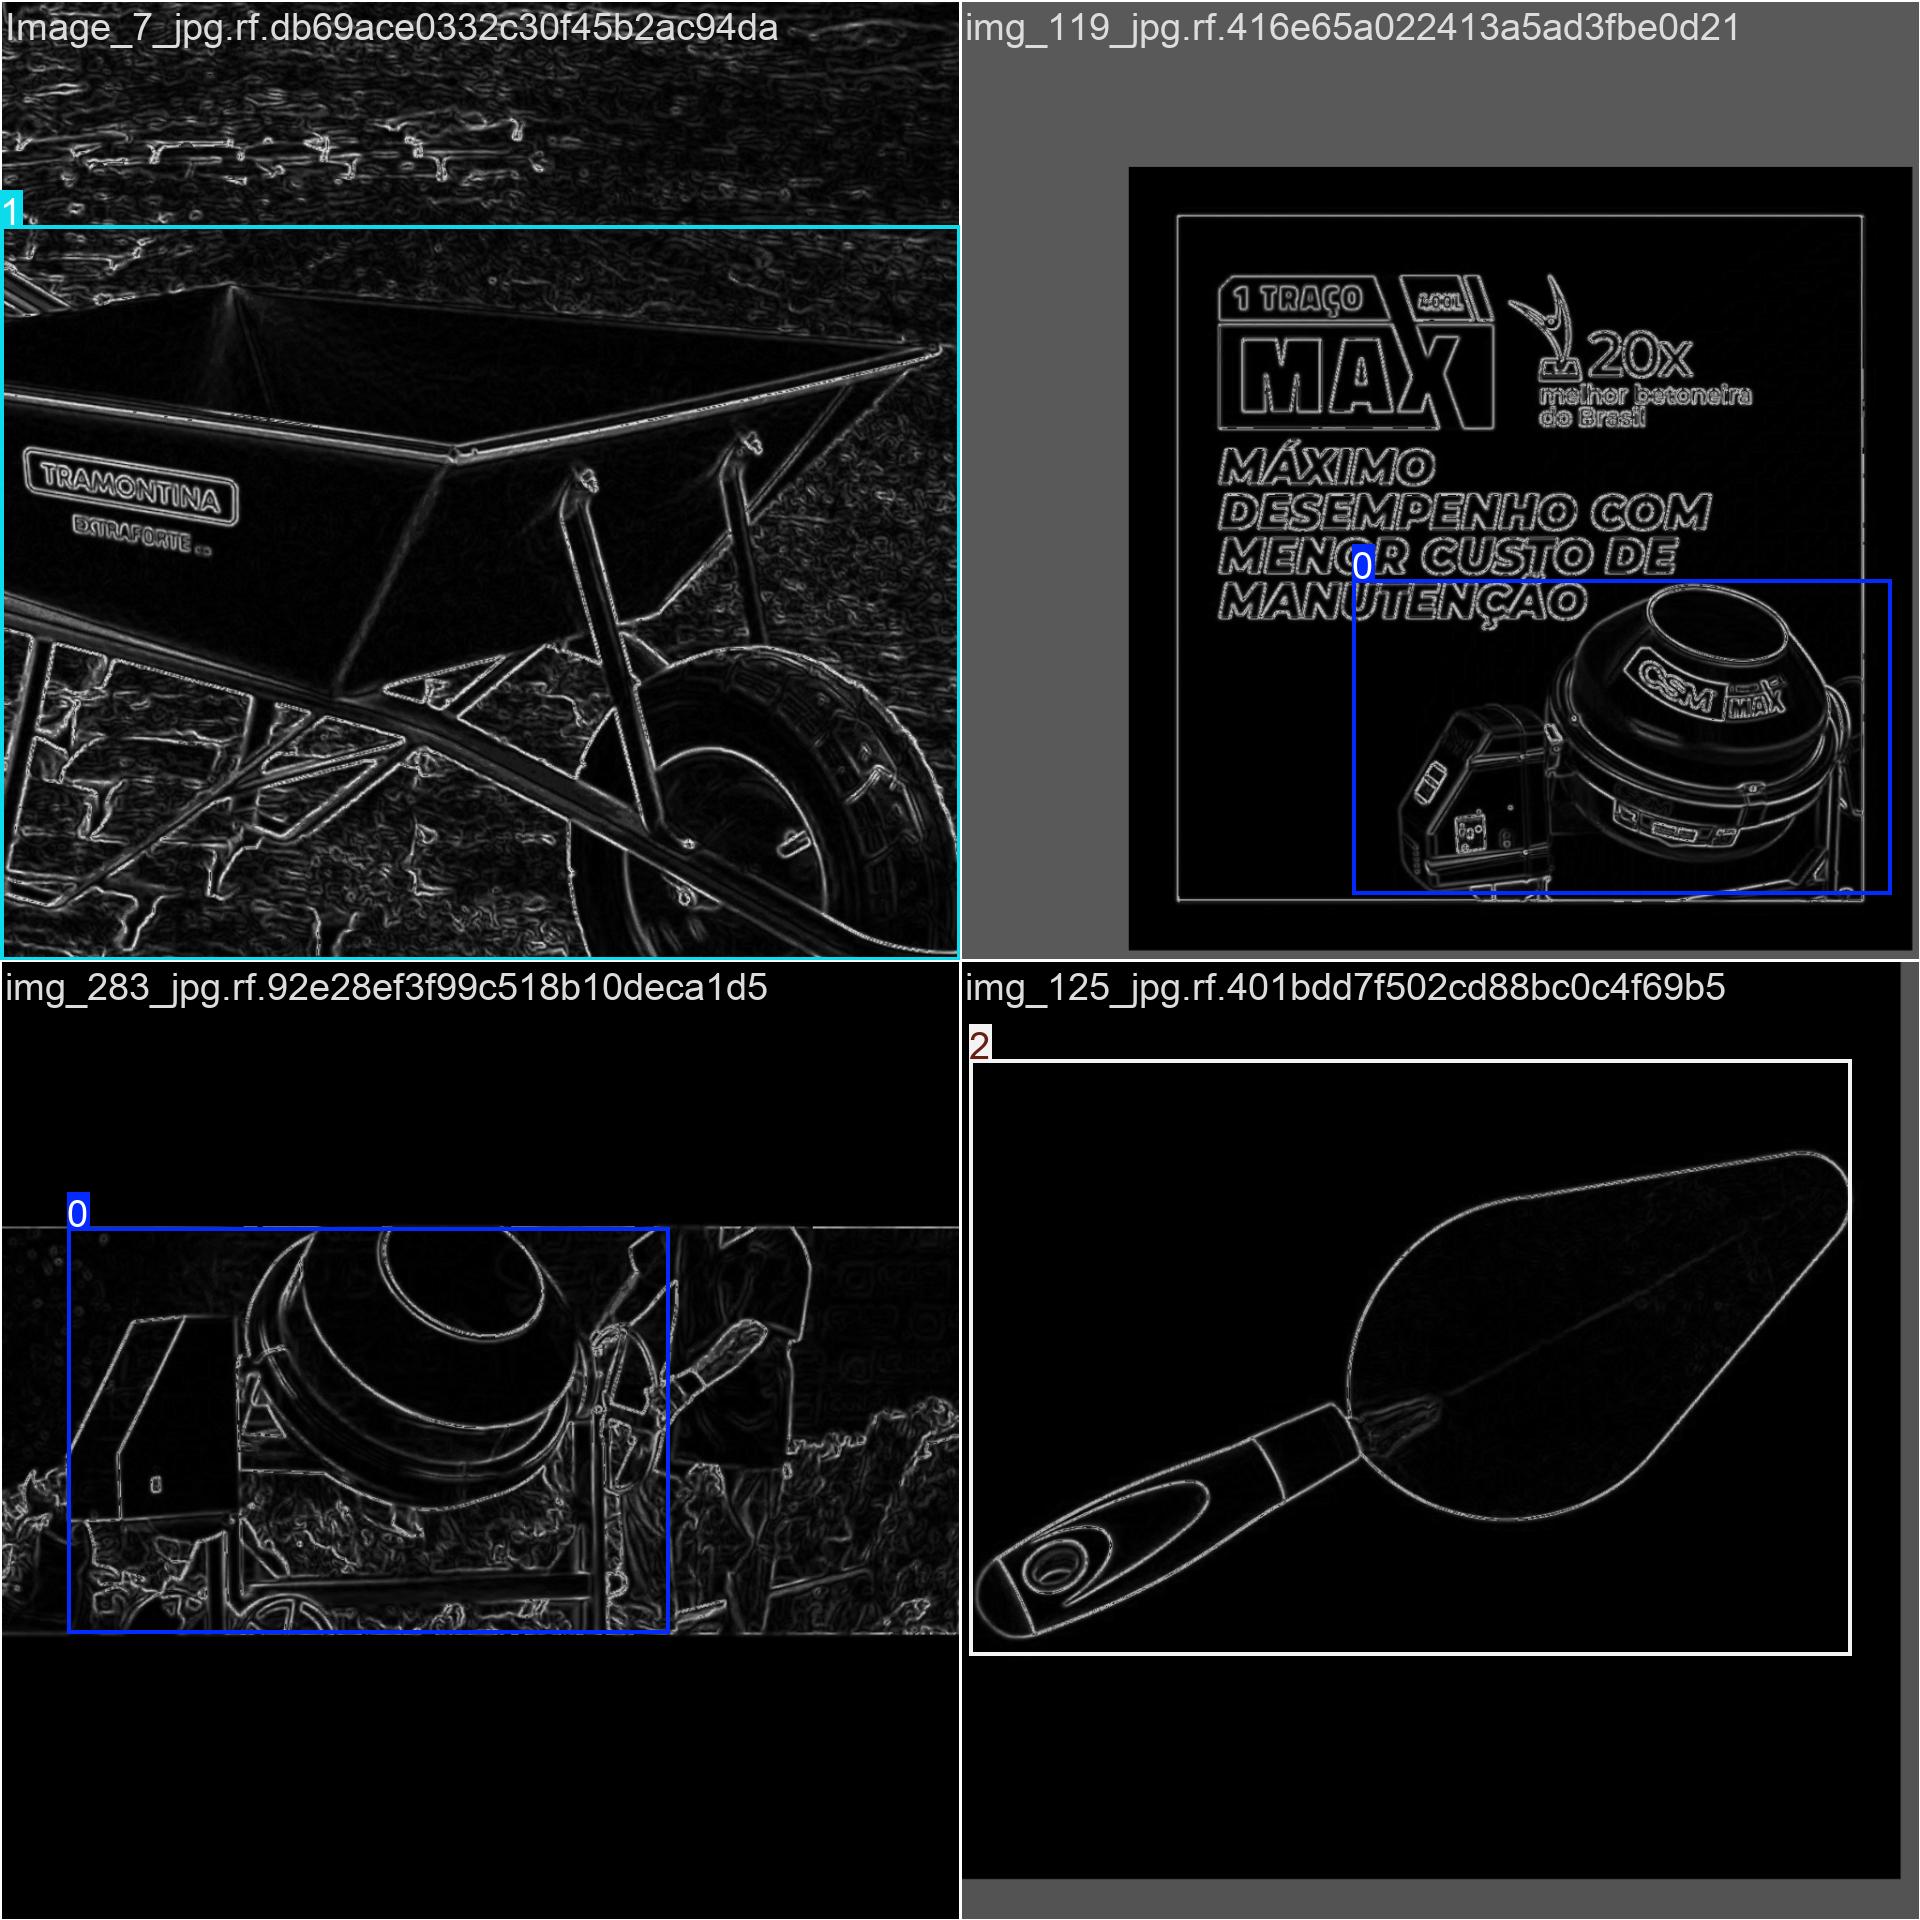 Image_7_jpg.rf.db69ace0332c30f45b2ac94da
1
TRAMONTINA
EXTRAFORTE
img_119_jpg.rf.416e65a022413a5ad3fbe0d21
1 TRAÇO
MAX
20x
melhor betoneira
do Brasil
MÁXIMO
DESEMPENHO COM
MENOR CUSTO DE
0
MANUTENÇÃO
CSM
MAX
img_283_jpg.rf.92e28ef3f99c518b10deca1d5
0
img_125_jpg.rf.401bdd7f502cd88bc0c4f69b5
2